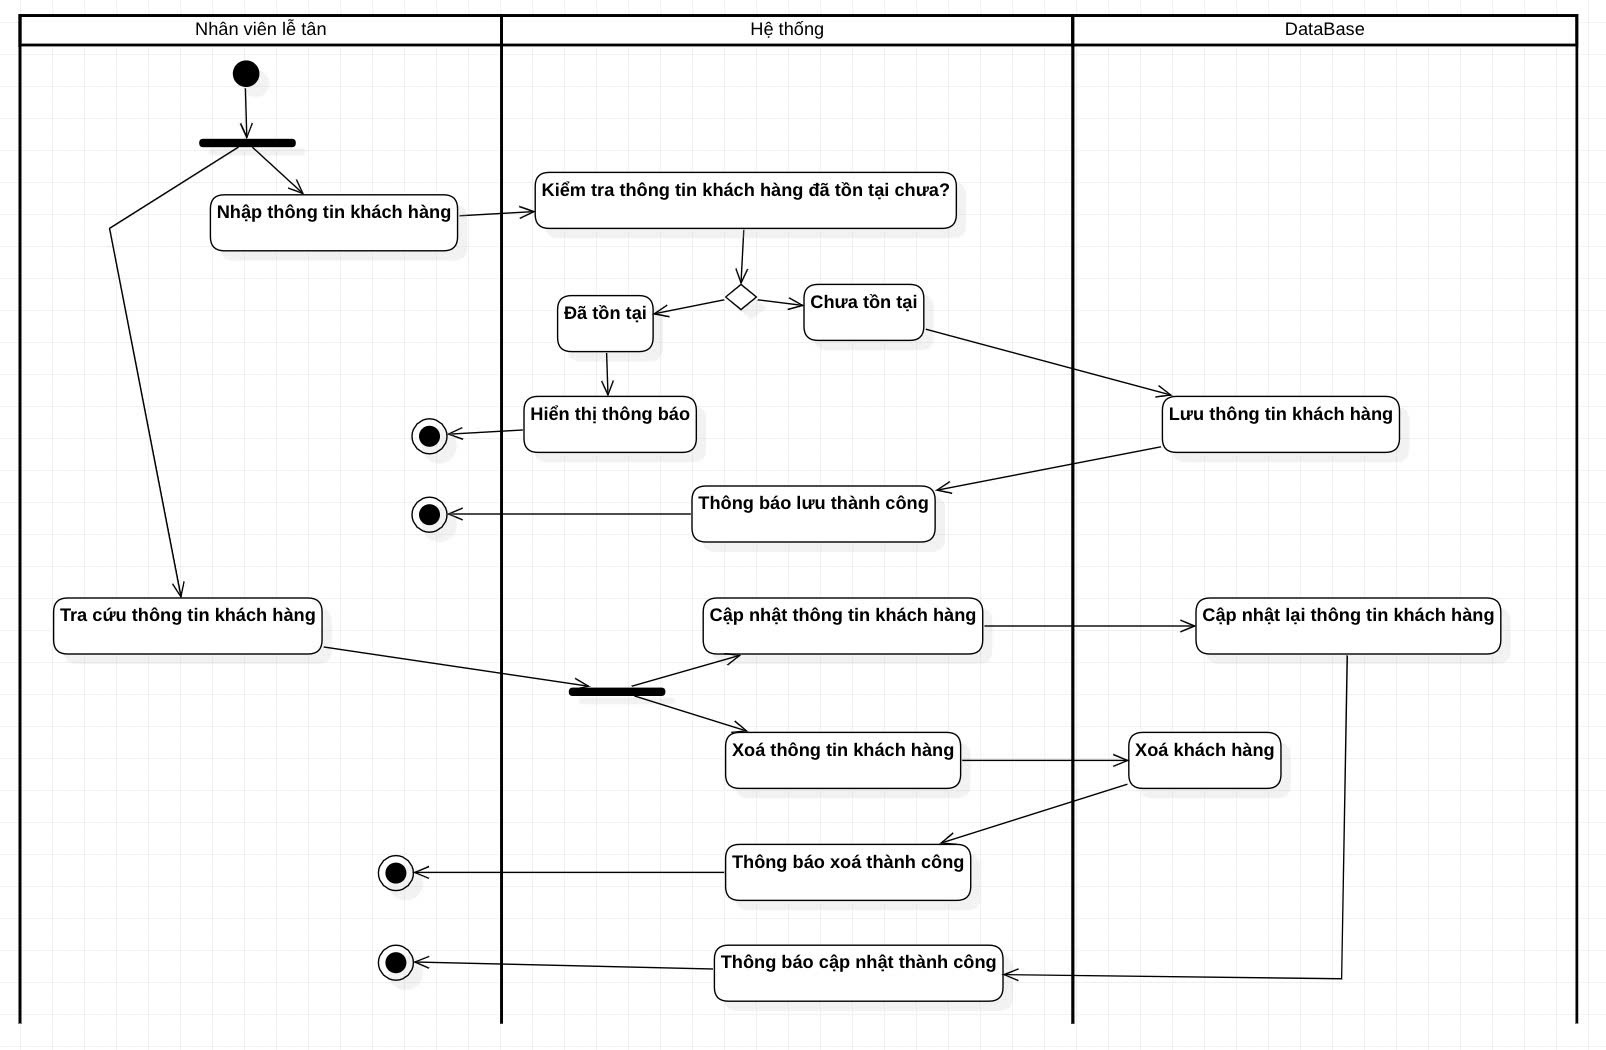 Nhân viên lễ tân
Hệ thống
DataBase
Kiểm tra thông tin khách hàng đã tồn tại chưa?
Nhập thông tin khách hàng
Chưa tồn tại
Đã tồn tại
Hiển thị thông báo
Lưu thông tin khách hàng
Thông báo lưu thành công
Tra cứu thông tin khách hàng
Cập nhật thông tin khách hàng
Cập nhật lại thông tin khách hàng
Xoá thông tin khách hàng
Xoá khách hàng
Thông báo xoá thành công
Thông báo cập nhật thành công